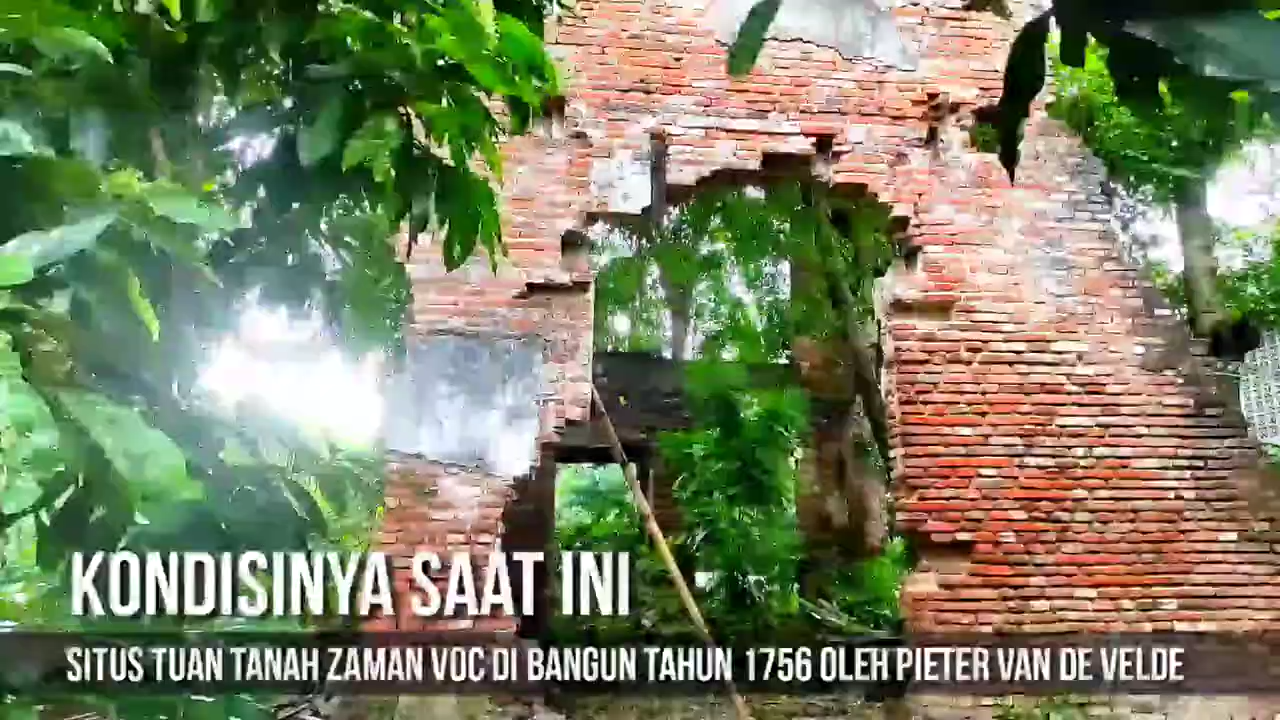 KONDISINYA SAAT INI
SITUS TUAN TANAH ZAMAN VOC DI BANGUN TAHUN 1756 OLEH PIETER VAN DE VELDE